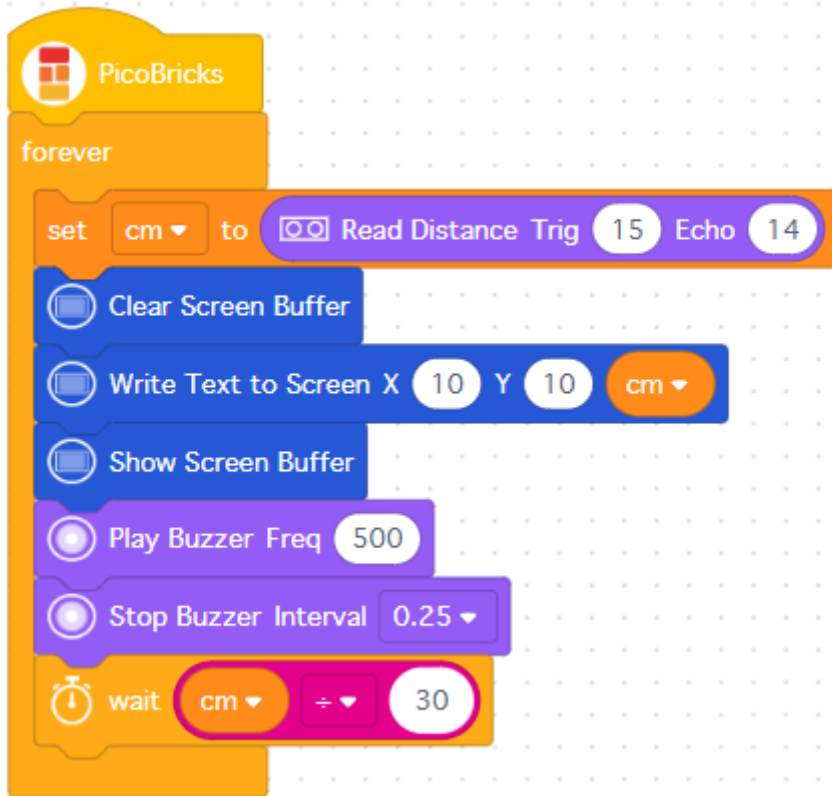 PicoBricks
forever
set cm to Read Distance Trig 15 Echo 14
Clear Screen Buffer
Write Text to Screen X 10 Y 10 cm
Show Screen Buffer
Play Buzzer Freq 500
Stop Buzzer Interval 0.25
wait cm ÷ 30